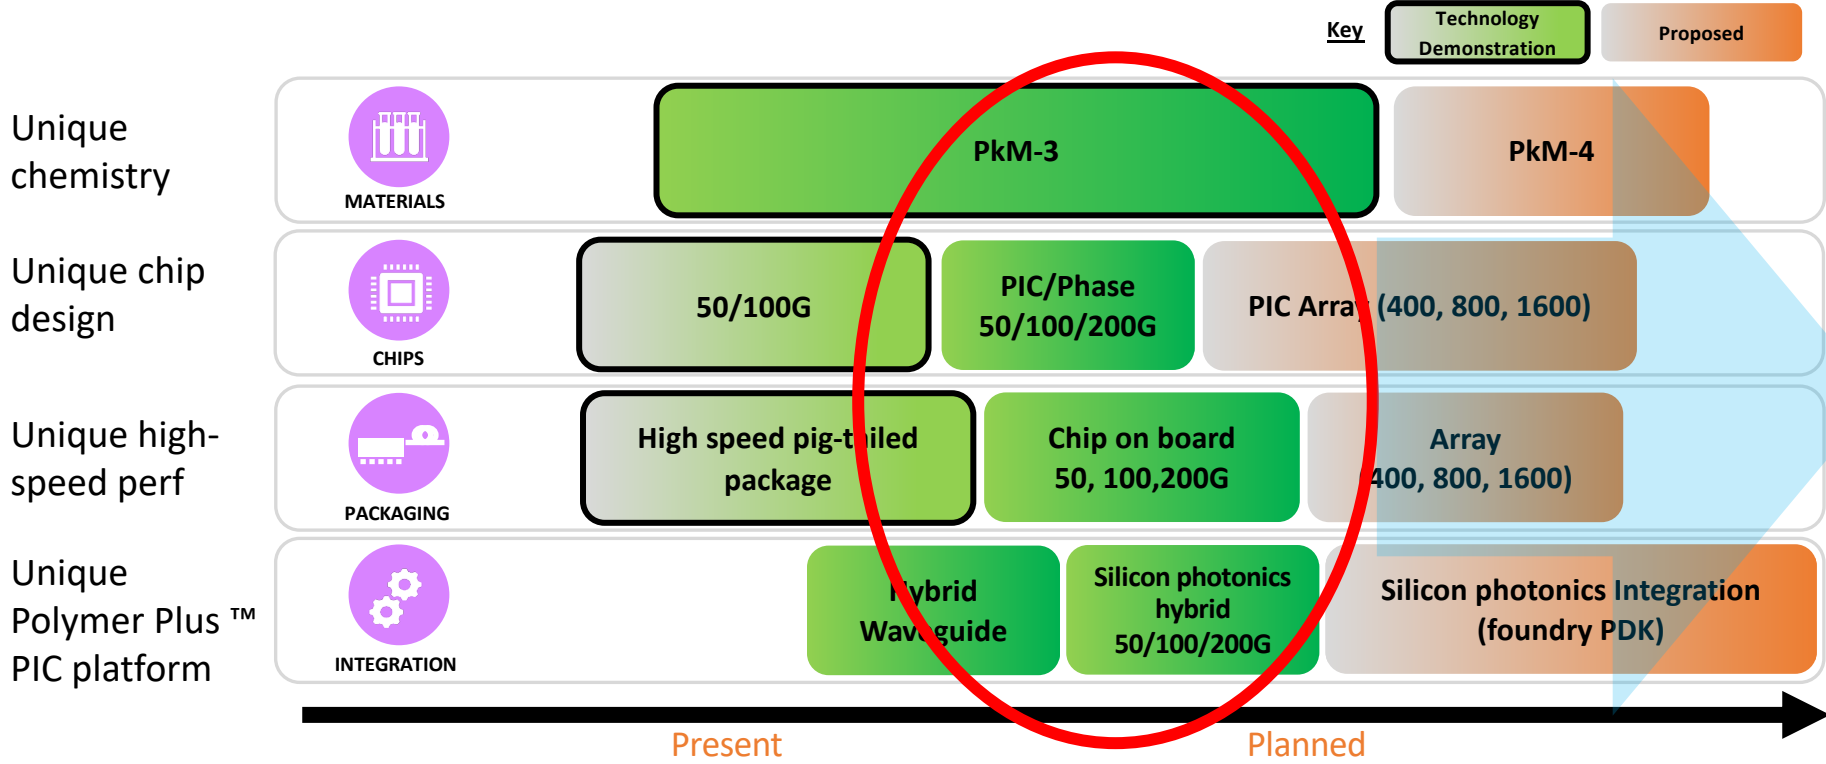 Key
Technology
Demonstration
Proposed
Unique
chemistry
MATERIALS
PkM-3
PkM-4
Unique chip
design
CHIPS
50/100G
PIC/Phase
50/100/200G
PIC Array (400, 800, 1600)
Unique high-
speed perf
PACKAGING
High speed pig-tailed
package
Chip on board
50, 100,200G
Array
(400, 800, 1600)
Unique
Polymer Plus ™
PIC platform
INTEGRATION
Hybrid
Waveguide
Silicon photonics
hybrid
50/100/200G
Silicon photonics Integration
(foundry PDK)
Present
Planned